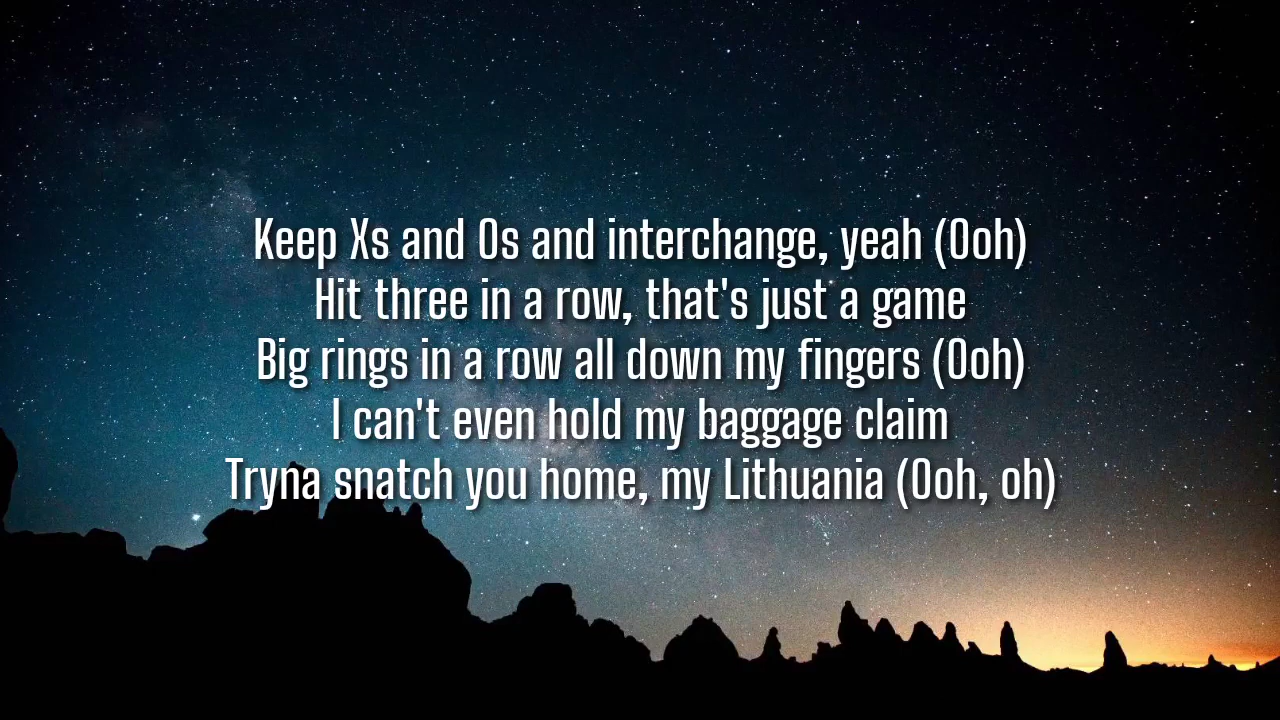 Keep Xs and Os and interchange, yeah (Ooh)
Hit three in a row, that's just a game
Big rings in a row all down my fingers (Ooh)
I can't even hold my baggage claim
Tryna snatch you home, my Lithuania (Ooh, oh)